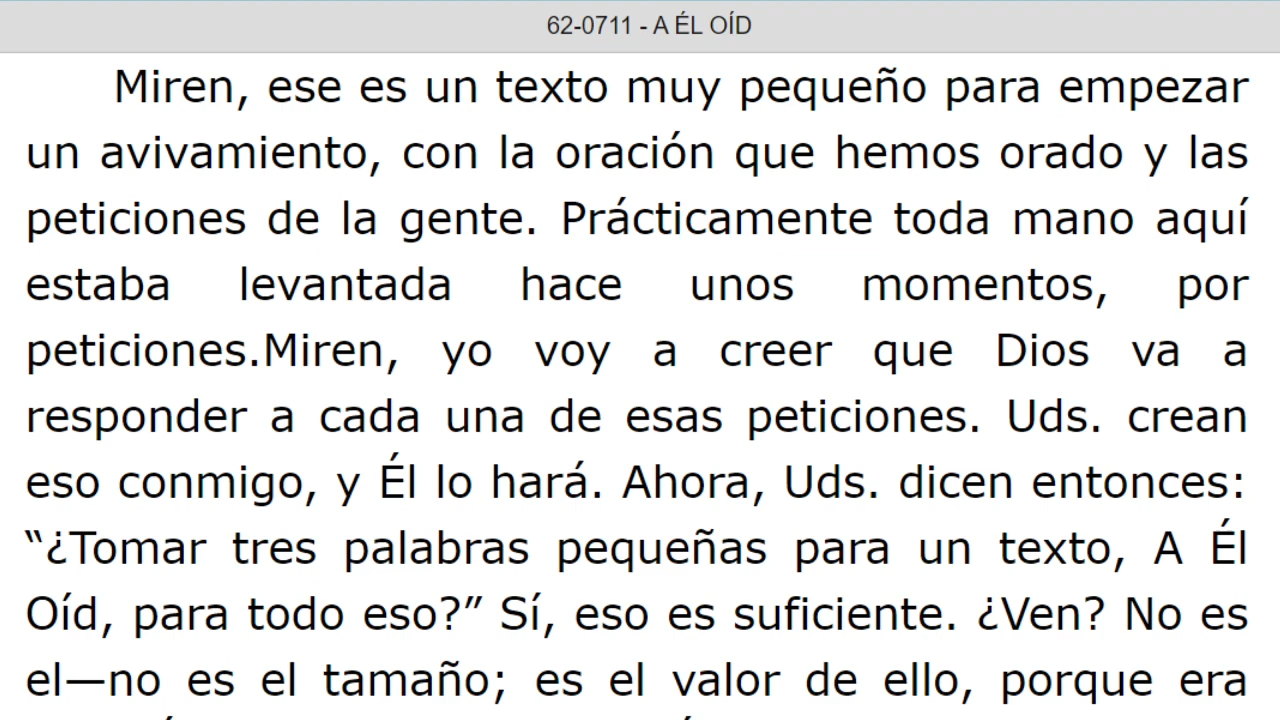 62-0711 - A ÉL OÍD
Miren, ese es un texto muy pequeño para empezar
un avivamiento, con la oración que hemos orado y las
peticiones de la gente. Prácticamente toda mano aquí
estaba levantada hace unos momentos, por
peticiones.Miren, yo voy a creer que Dios va a
responder a cada una de esas peticiones. Uds. crean
eso conmigo, y Él lo hará. Ahora, Uds. dicen entonces:
“¿Tomar tres palabras pequeñas para un texto, A Él
Oíd, para todo eso?” Sí, eso es suficiente. ¿Ven? No es
el—no es el tamaño; es el valor de ello, porque era